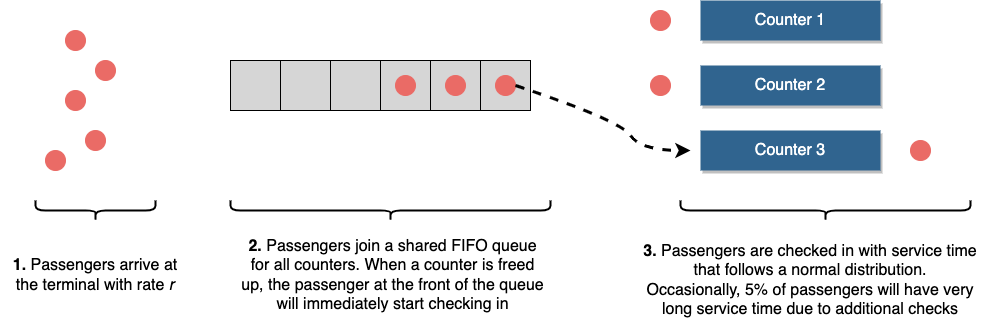 Counter 1
Counter 2
Counter 3
1. Passengers arrive at
the terminal with rate r
2. Passengers join a shared FIFO queue
for all counters. When a counter is freed
up, the passenger at the front of the queue
will immediately start checking in
3. Passengers are checked in with service time
that follows a normal distribution.
Occasionally, 5% of passengers will have very
long service time due to additional checks